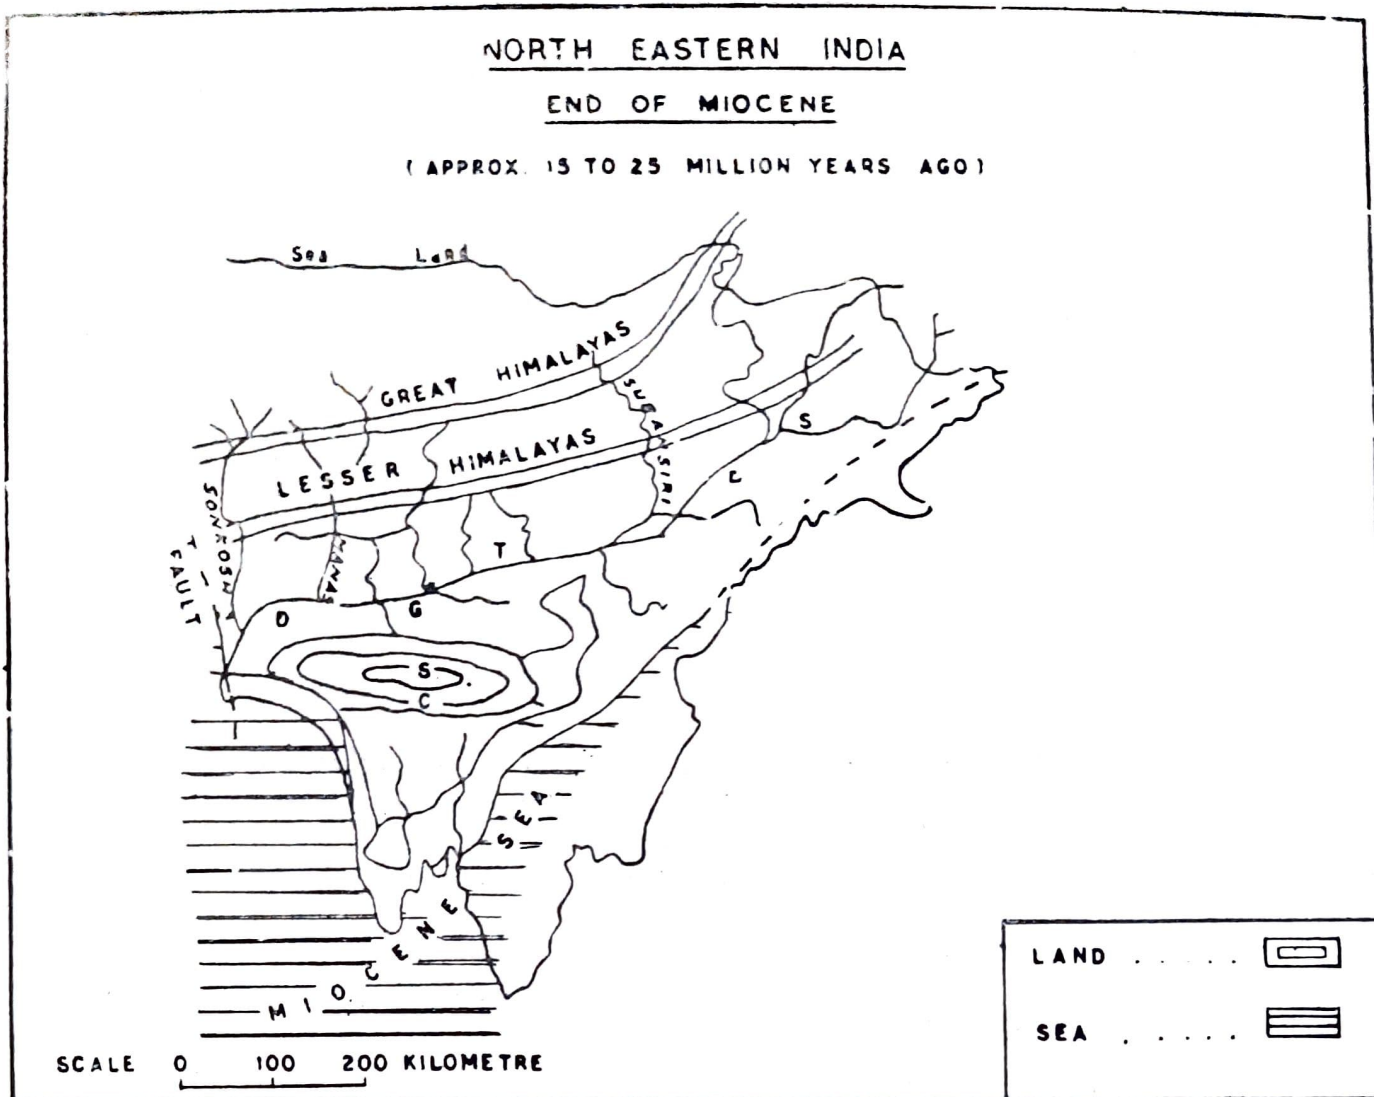 NORTH EASTERN INDIA
END OF MIOCENE
( APPROX. 15 TO 25 MILLION YEARS AGO )
Sea Land
GREAT HIMALAYAS
SUBANSIRI
LESSER HIMALAYAS
S
SONKOSH
T - FAULT
MANAS
T
D
G
S
C
MIOCENE SEA
LAND . . . . .
SEA . . . . .
SCALE 0 100 200 KILOMETRE